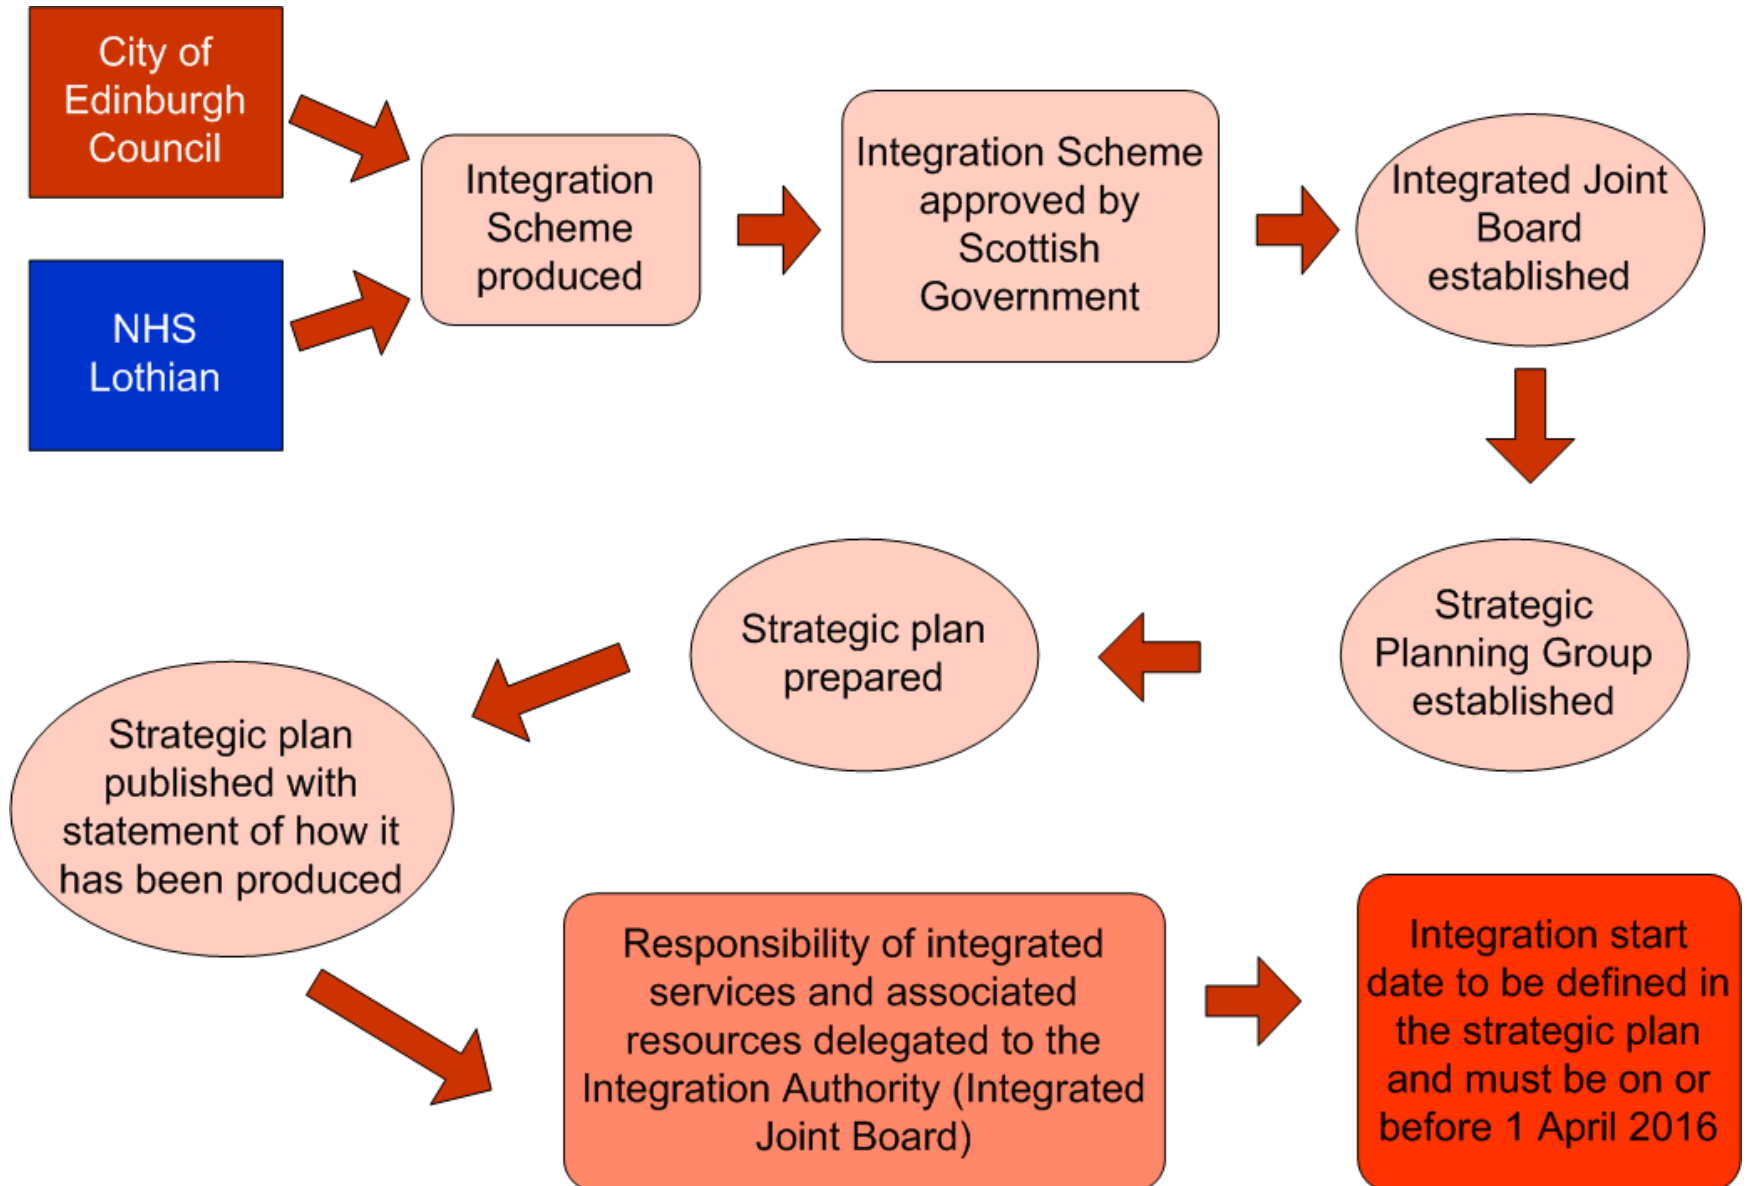 City of
Edinburgh
Council
NHS
Lothian
Integration
Scheme
produced
Integration Scheme
approved by
Scottish
Government
Integrated Joint
Board
established
Strategic
Planning Group
established
Strategic plan
prepared
Strategic plan
published with
statement of how it
has been produced
Responsibility of integrated
services and associated
resources delegated to the
Integration Authority (Integrated
Joint Board)
Integration start
date to be defined in
the strategic plan
and must be on or
before 1 April 2016